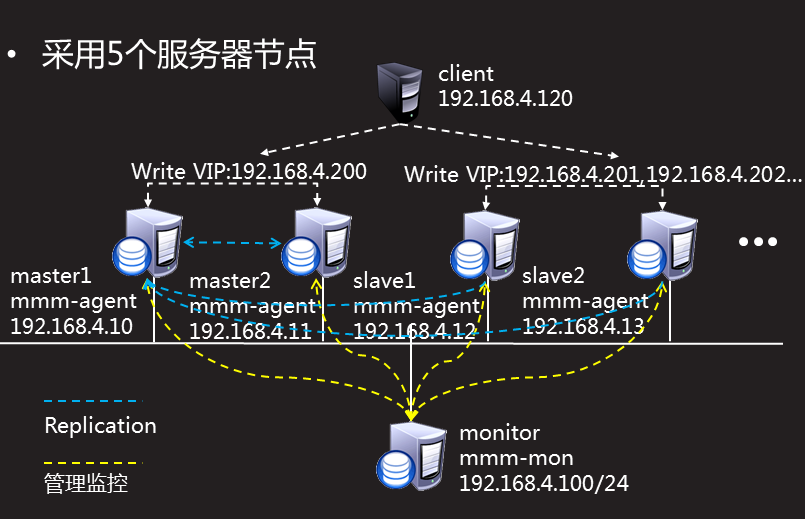 • 采用5个服务器节点
client
192.168.4.120
Write VIP:192.168.4.200
Write VIP:192.168.4.201,192.168.4.202...
master1
mmm-agent
192.168.4.10
master2
mmm-agent
192.168.4.11
slave1
mmm-agent
192.168.4.12
slave2
mmm-agent
192.168.4.13
Replication
管理监控
monitor
mmm-mon
192.168.4.100/24